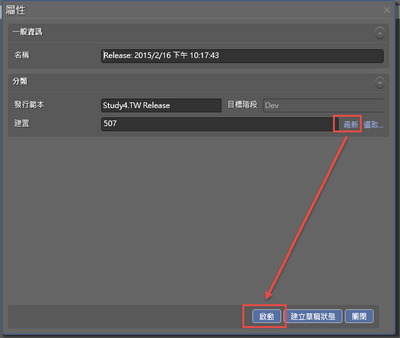 屬性
一般資訊
名稱 Release: 2015/2/16 下午 10:17:43
分類
發行範本 Study4.TW Release 目標階段 Dev
建置 507 最新 選取...
啟動 建立草稿狀態 關閉